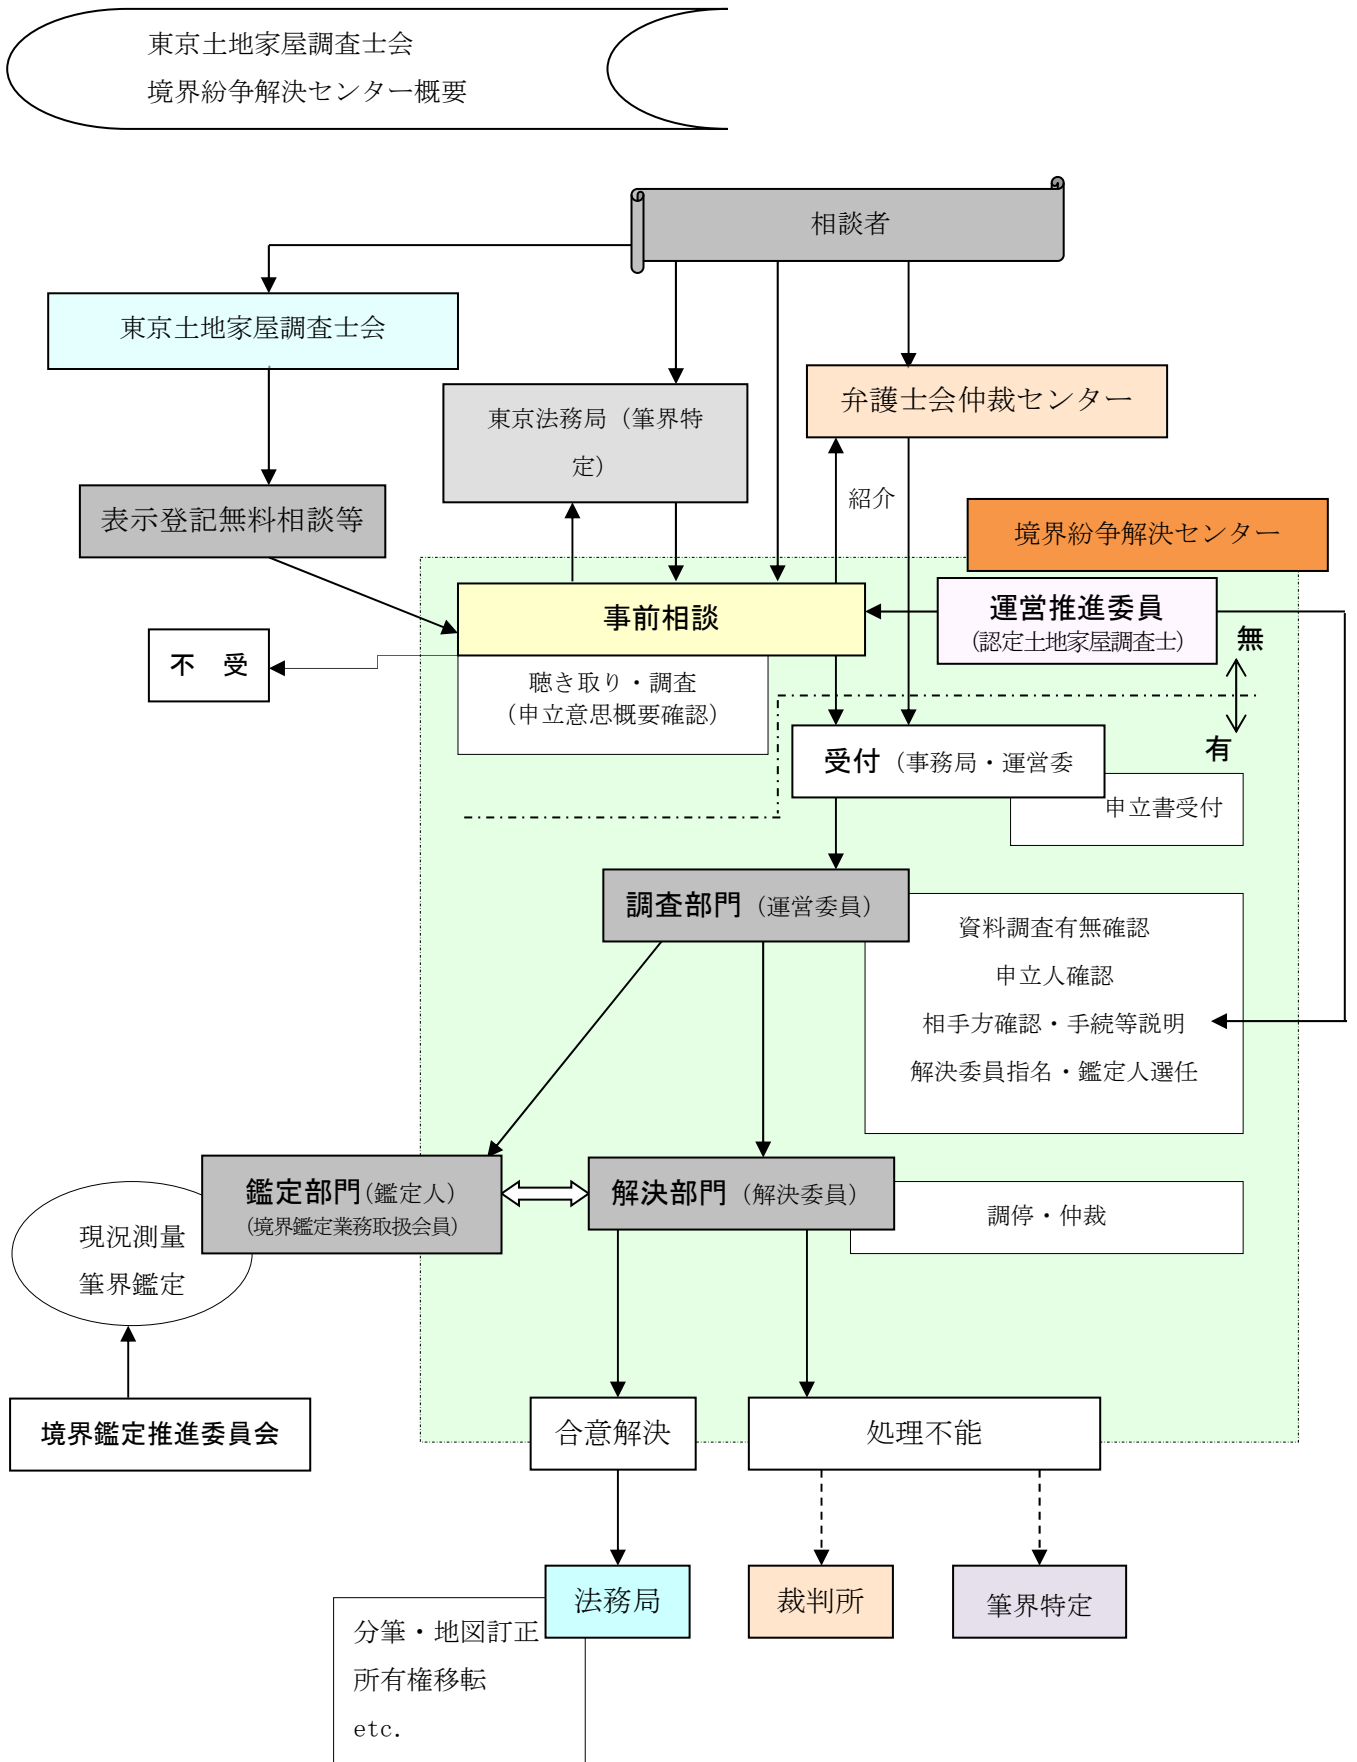 東京土地家屋調査士会
境界紛争解決センター概要
相談者
東京土地家屋調査士会
東京法務局（筆界特
定）
弁護士会仲裁センター
紹介
表示登記無料相談等
境界紛争解決センター
事前相談
運営推進委員
（認定土地家屋調査士）
無
不　受
聴き取り・調査
（申立意思概要確認）
有
受付（事務局・運営委
申立書受付
調査部門（運営委員）
資料調査有無確認
申立人確認
相手方確認・手続等説明
解決委員指名・鑑定人選任
鑑定部門（鑑定人）
（境界鑑定業務取扱会員）
解決部門（解決委員）
調停・仲裁
現況測量
筆界鑑定
境界鑑定推進委員会
合意解決
処理不能
法務局
裁判所
筆界特定
分筆・地図訂正
所有権移転
etc.